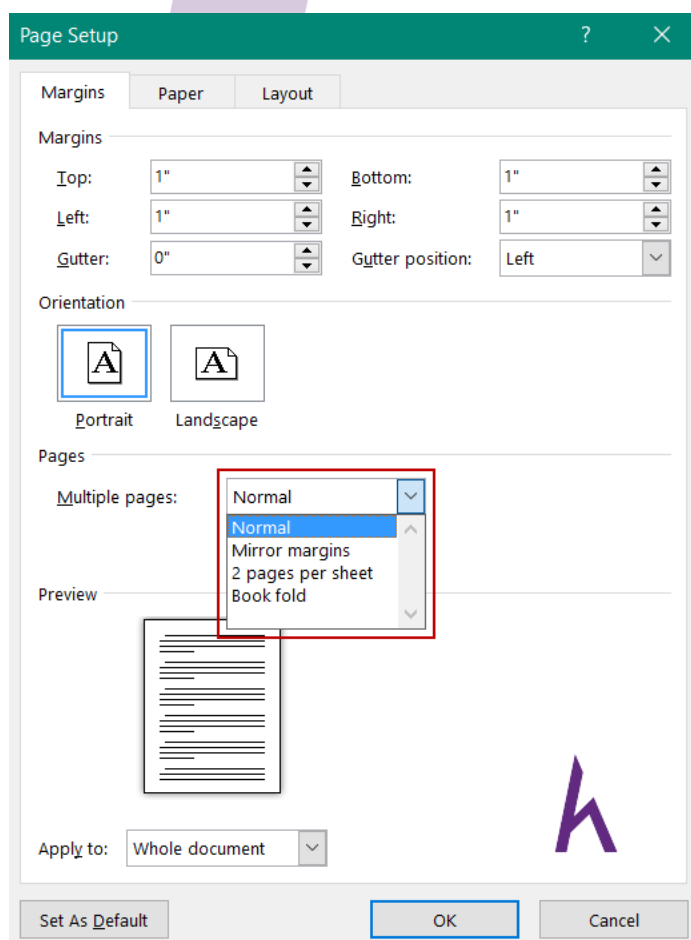 Page Setup ?
Margins Paper Layout
Margins
Top: 1" Bottom: 1"
Left: 1" Right: 1"
Gutter: 0" Gutter position: Left
Orientation
A A
Portrait Landscape
Pages
Multiple pages: Normal
Normal
Mirror margins
2 pages per sheet
Book fold
Preview
Apply to: Whole document
Set As Default OK Cancel